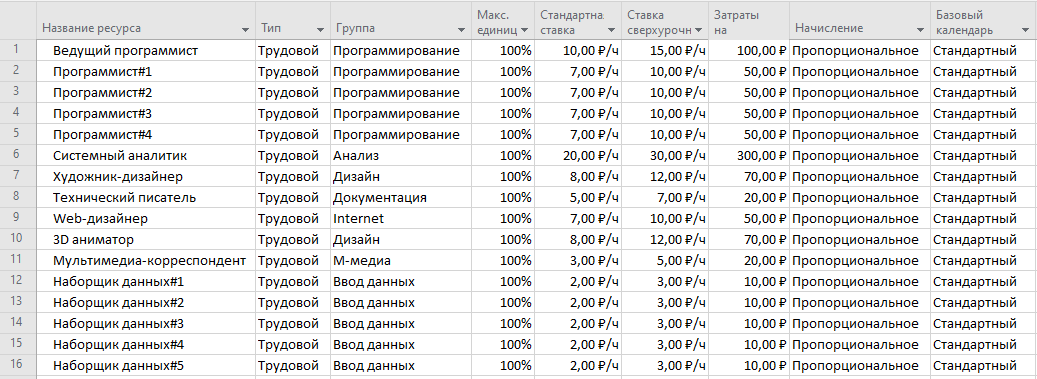 Название ресурса Тип Группа Макс. единиц Стандартна ставка Ставка сверхурочн Затраты на Начисление Базовый календарь
1 Ведущий программист Трудовой Программирование 100% 10,00 ₽/ч 15,00 ₽/ч 100,00 ₽ Пропорциональное Стандартный
2 Программист#1 Трудовой Программирование 100% 7,00 ₽/ч 10,00 ₽/ч 50,00 ₽ Пропорциональное Стандартный
3 Программист#2 Трудовой Программирование 100% 7,00 ₽/ч 10,00 ₽/ч 50,00 ₽ Пропорциональное Стандартный
4 Программист#3 Трудовой Программирование 100% 7,00 ₽/ч 10,00 ₽/ч 50,00 ₽ Пропорциональное Стандартный
5 Программист#4 Трудовой Программирование 100% 7,00 ₽/ч 10,00 ₽/ч 50,00 ₽ Пропорциональное Стандартный
6 Системный аналитик Трудовой Анализ 100% 20,00 ₽/ч 30,00 ₽/ч 300,00 ₽ Пропорциональное Стандартный
7 Художник-дизайнер Трудовой Дизайн 100% 8,00 ₽/ч 12,00 ₽/ч 70,00 ₽ Пропорциональное Стандартный
8 Технический писатель Трудовой Документация 100% 5,00 ₽/ч 7,00 ₽/ч 20,00 ₽ Пропорциональное Стандартный
9 Web-дизайнер Трудовой Internet 100% 7,00 ₽/ч 10,00 ₽/ч 50,00 ₽ Пропорциональное Стандартный
10 3D аниматор Трудовой Дизайн 100% 8,00 ₽/ч 12,00 ₽/ч 70,00 ₽ Пропорциональное Стандартный
11 Мультимедиа-корреспондент Трудовой М-медиа 100% 3,00 ₽/ч 5,00 ₽/ч 20,00 ₽ Пропорциональное Стандартный
12 Наборщик данных#1 Трудовой Ввод данных 100% 2,00 ₽/ч 3,00 ₽/ч 10,00 ₽ Пропорциональное Стандартный
13 Наборщик данных#2 Трудовой Ввод данных 100% 2,00 ₽/ч 3,00 ₽/ч 10,00 ₽ Пропорциональное Стандартный
14 Наборщик данных#3 Трудовой Ввод данных 100% 2,00 ₽/ч 3,00 ₽/ч 10,00 ₽ Пропорциональное Стандартный
15 Наборщик данных#4 Трудовой Ввод данных 100% 2,00 ₽/ч 3,00 ₽/ч 10,00 ₽ Пропорциональное Стандартный
16 Наборщик данных#5 Трудовой Ввод данных 100% 2,00 ₽/ч 3,00 ₽/ч 10,00 ₽ Пропорциональное Стандартный